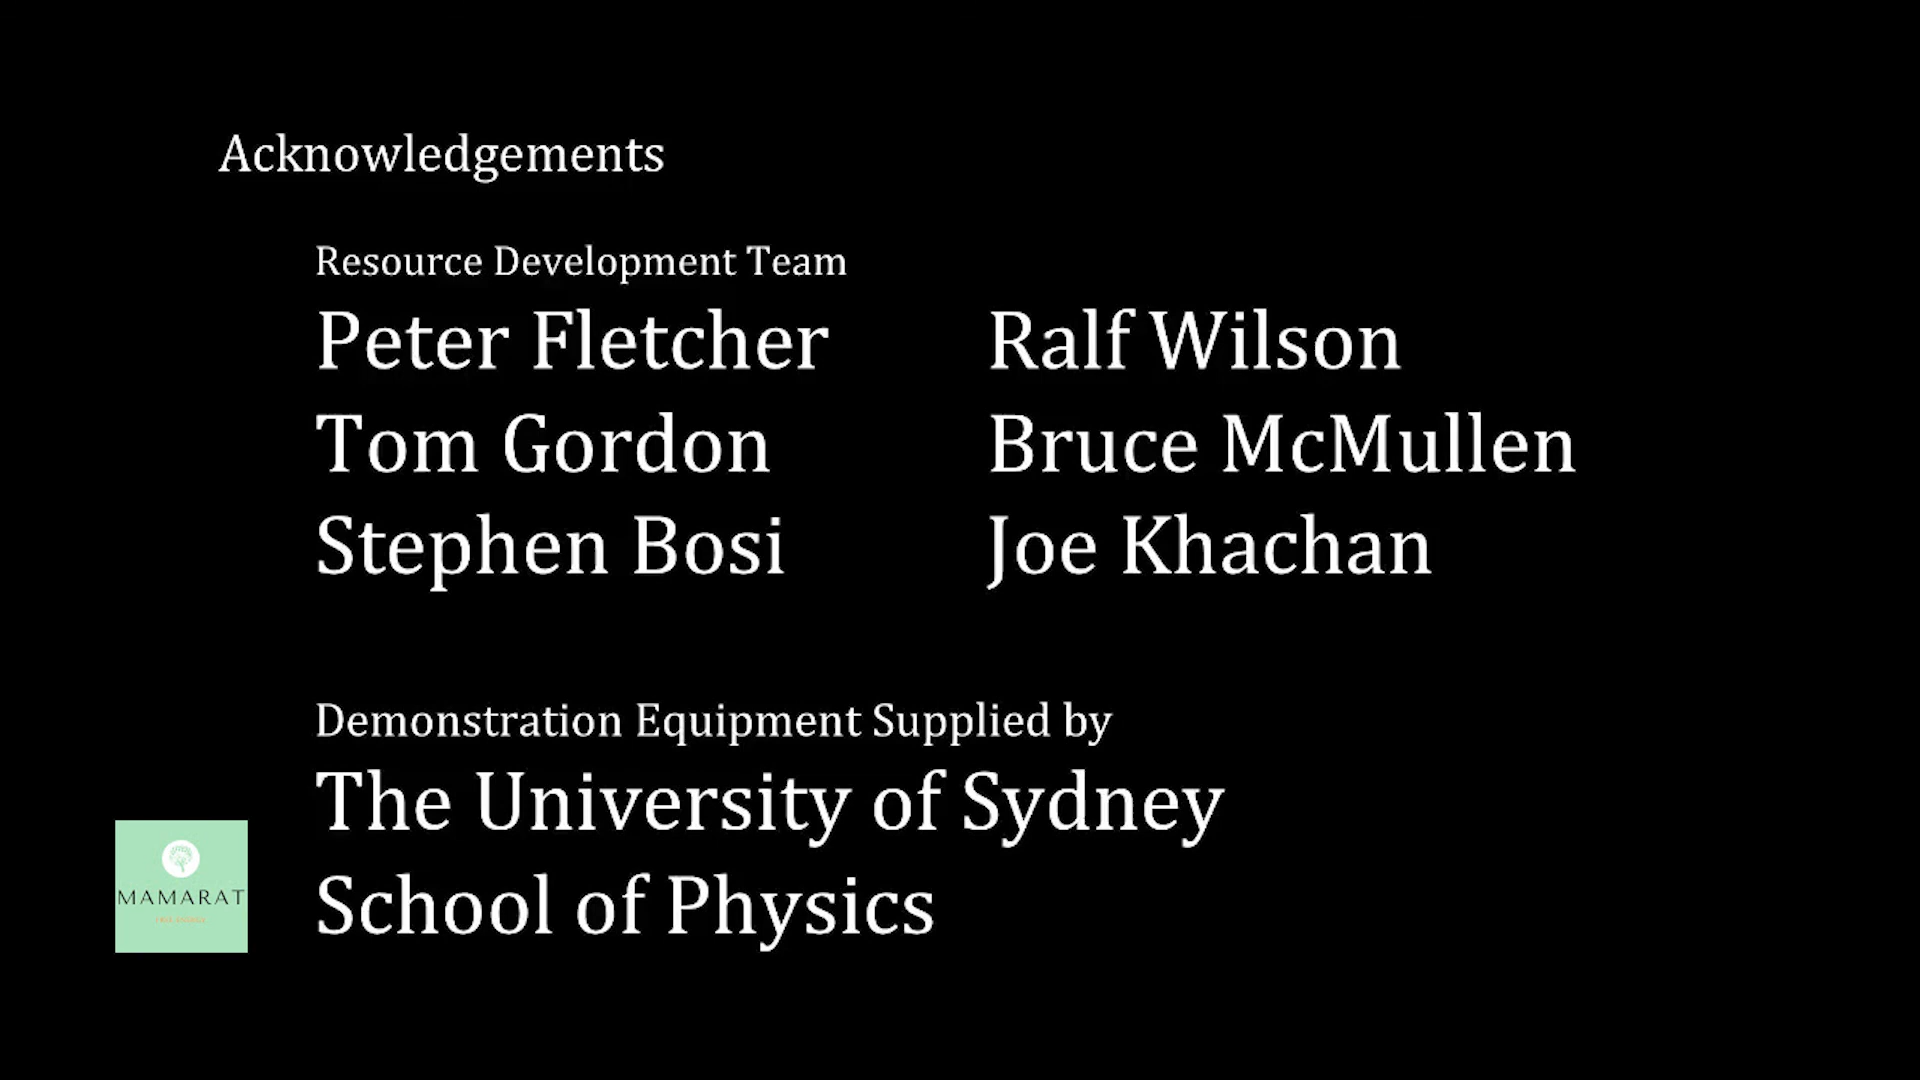 Acknowledgements
Resource Development Team
Peter Fletcher
Ralf Wilson
Tom Gordon
Bruce McMullen
Stephen Bosi
Joe Khachan
Demonstration Equipment Supplied by
The University of Sydney
School of Physics
MAMARAT